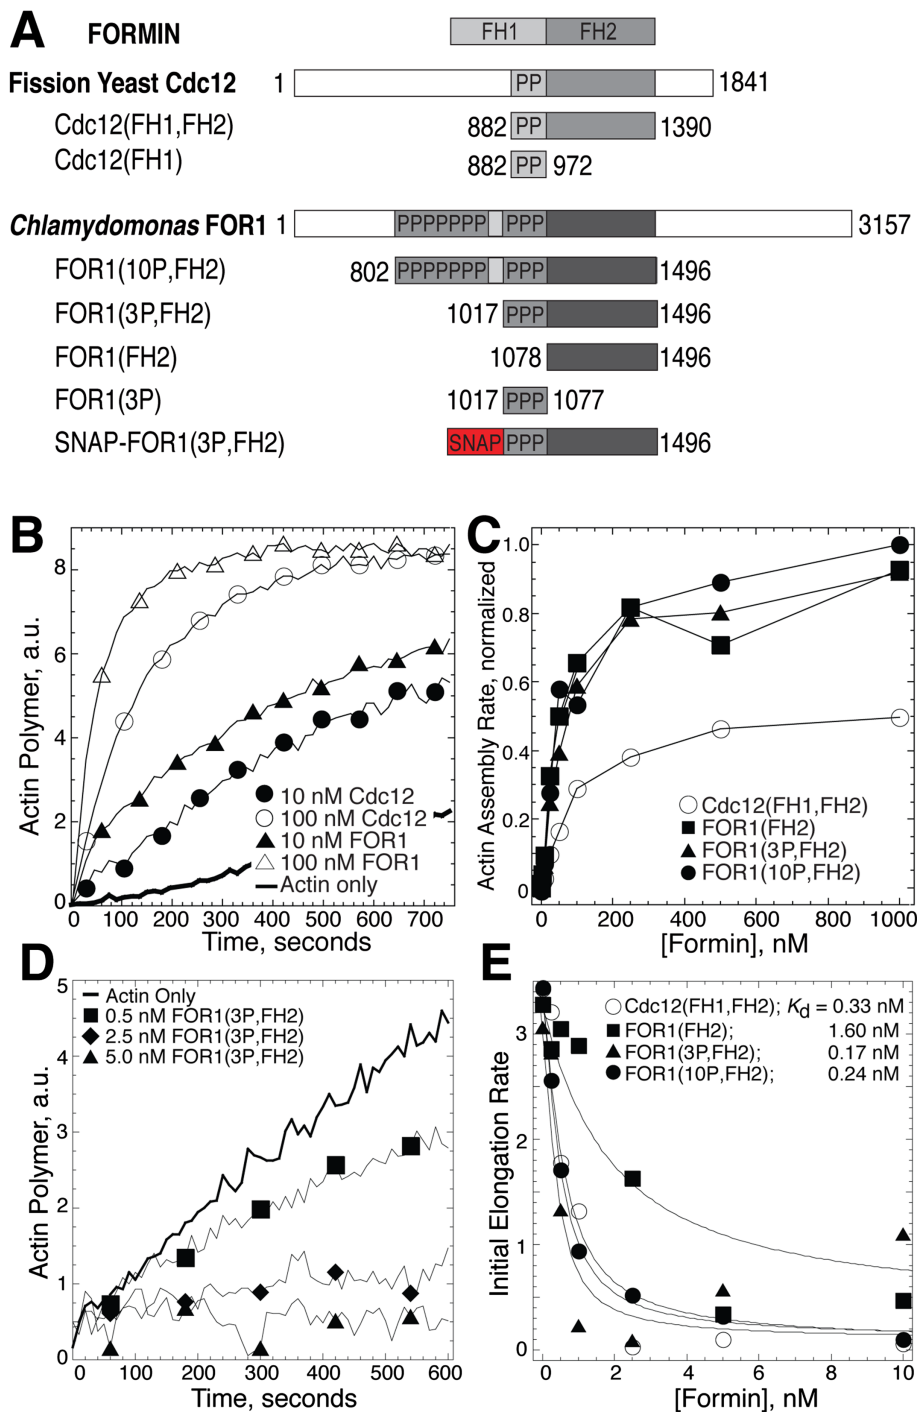 A FORMIN FH1 FH2
Fission Yeast Cdc12 1 PP 1841
Cdc12(FH1,FH2) 882 PP 1390
Cdc12(FH1) 882 PP 972
Chlamydomonas FOR1 1 PPPPPPP PPP 3157
FOR1(10P,FH2) 802 PPPPPPP PPP 1496
FOR1(3P,FH2) 1017 PPP 1496
FOR1(FH2) 1078 1496
FOR1(3P) 1017 PPP 1077
SNAP-FOR1(3P,FH2) SNAP PPP 1496
B
Actin Polymer, a.u.
8
6
4
2
0
10 nM Cdc12
100 nM Cdc12
10 nM FOR1
100 nM FOR1
Actin only
0 100 200 300 400 500 600 700
Time, seconds
C
Actin Assembly Rate, normalized
1.0
0.8
0.6
0.4
0.2
0
Cdc12(FH1,FH2)
FOR1(FH2)
FOR1(3P,FH2)
FOR1(10P,FH2)
0 200 400 600 800 1000
[Formin], nM
D
Actin Polymer, a.u.
5
4
3
2
1
0
Actin Only
0.5 nM FOR1(3P,FH2)
2.5 nM FOR1(3P,FH2)
5.0 nM FOR1(3P,FH2)
0 100 200 300 400 500 600
Time, seconds
E
Initial Elongation Rate
3
2
1
0
Cdc12(FH1,FH2); Kd = 0.33 nM
FOR1(FH2); 1.60 nM
FOR1(3P,FH2); 0.17 nM
FOR1(10P,FH2); 0.24 nM
0 2 4 6 8 10
[Formin], nM